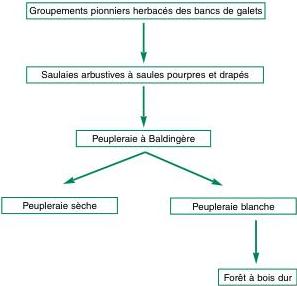 Groupements pionniers herbacés des bancs de galets
Saulaies arbustives à saules pourpres et drapés
Peupleraie à Baldingère
Peupleraie sèche
Peupleraie blanche
Forêt à bois dur